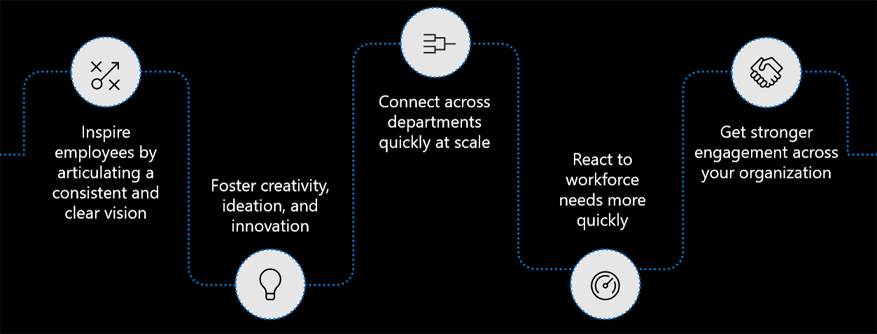 Inspire
employees by
articulating a
consistent and
clear vision
Foster creativity,
ideation, and
innovation
Connect across
departments
quickly at scale
React to
workforce
needs more
quickly
Get stronger
engagement across
your organization